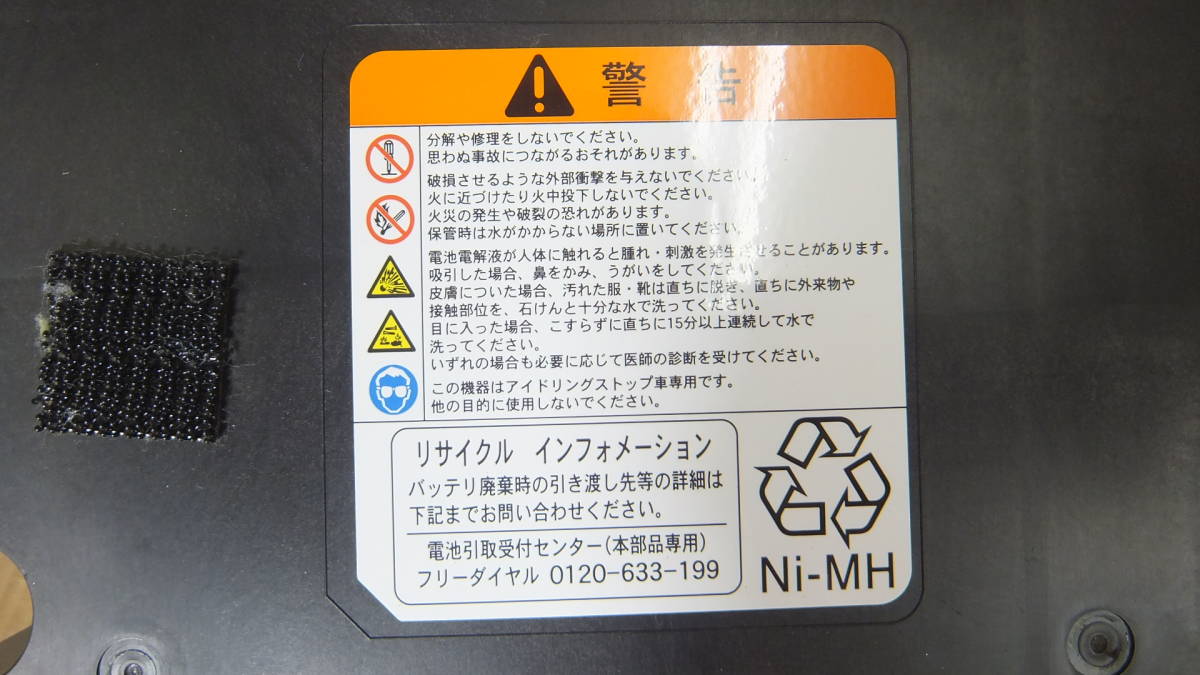 警告
分解や修理をしないでください。
思わぬ事故につながるおそれがあります。
破損させるような外部衝撃を与えないでください。
火に近づけたり火中投下しないでください。
火災の発生や破裂の恐れがあります。
保管時は水がかからない場所に置いてください。
電池電解液が人体に触れると腫れ・刺激を発生させることがあります。
吸引した場合、鼻をかみ、うがいをしてください。
皮膚についた場合、汚れた服・靴は直ちに脱ぎ、直ちに外来物や
接触部位を、石けんと十分な水で洗ってください。
目に入った場合、こすらずに直ちに15分以上連続して水で
洗ってください。
いずれの場合も必要に応じて医師の診断を受けてください。
この機器はアイドリングストップ車専用です。
他の目的に使用しないでください。
リサイクル インフォメーション
バッテリ廃棄時の引き渡し先等の詳細は
下記までお問い合わせください。
電池引取受付センター(本部品専用)
フリーダイヤル 0120-633-199
Ni-MH